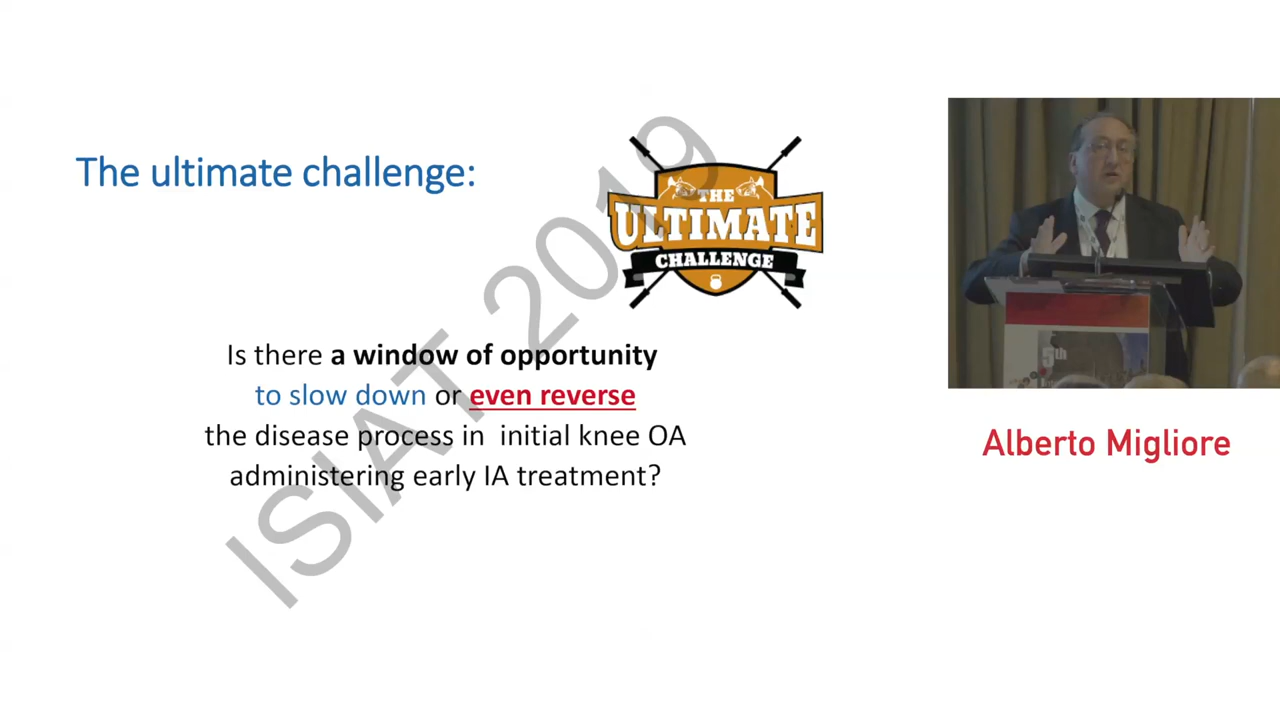 The ultimate challenge:
THE
ULTIMATE
CHALLENGE
Is there a window of opportunity
to slow down or even reverse
the disease process in initial knee OA
administering early IA treatment?
ISIAT 2019
5th
Alberto Migliore